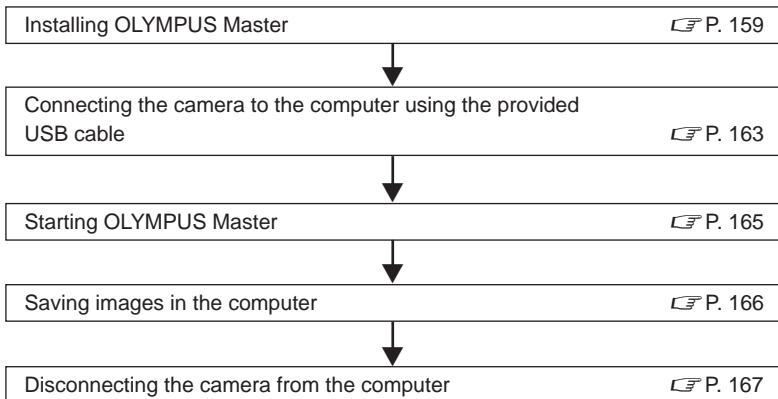 Installing OLYMPUS Master ☞ P. 159
Connecting the camera to the computer using the provided
USB cable ☞ P. 163
Starting OLYMPUS Master ☞ P. 165
Saving images in the computer ☞ P. 166
Disconnecting the camera from the computer ☞ P. 167